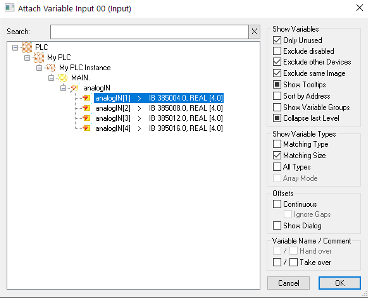 Attach Variable Input 00 (Input)
Search:
PLC
My PLC
My PLC Instance
MAIN
analogIN
analogIN[1] > IB 385004.0, REAL [4.0]
analogIN[2] > IB 385008.0, REAL [4.0]
analogIN[3] > IB 385012.0, REAL [4.0]
analogIN[4] > IB 385016.0, REAL [4.0]
Show Variables
Only Unused
Exclude disabled
Exclude other Devices
Exclude same Image
Show Tooltips
Sort by Address
Show Variable Groups
Collapse last Level
Show Variable Types
Matching Type
Matching Size
All Types
Array Mode
Offsets
Continuous
Ignore Gaps
Show Dialog
Variable Name / Comment
/ Hand over
/ Take over
Cancel
OK